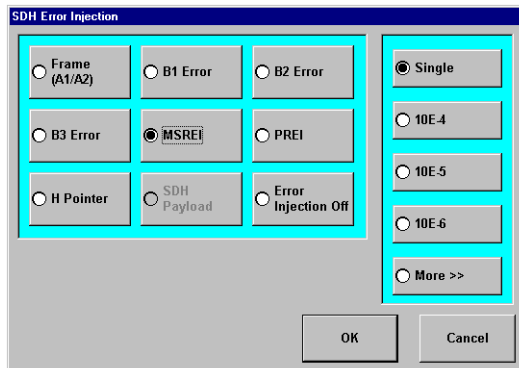 SDH Error Injection
Frame
(A1/A2)
B1 Error
B2 Error
B3 Error
MSREI
PREI
H Pointer
SDH
Payload
Error
Injection Off
Single
10E-4
10E-5
10E-6
More >>
OK
Cancel